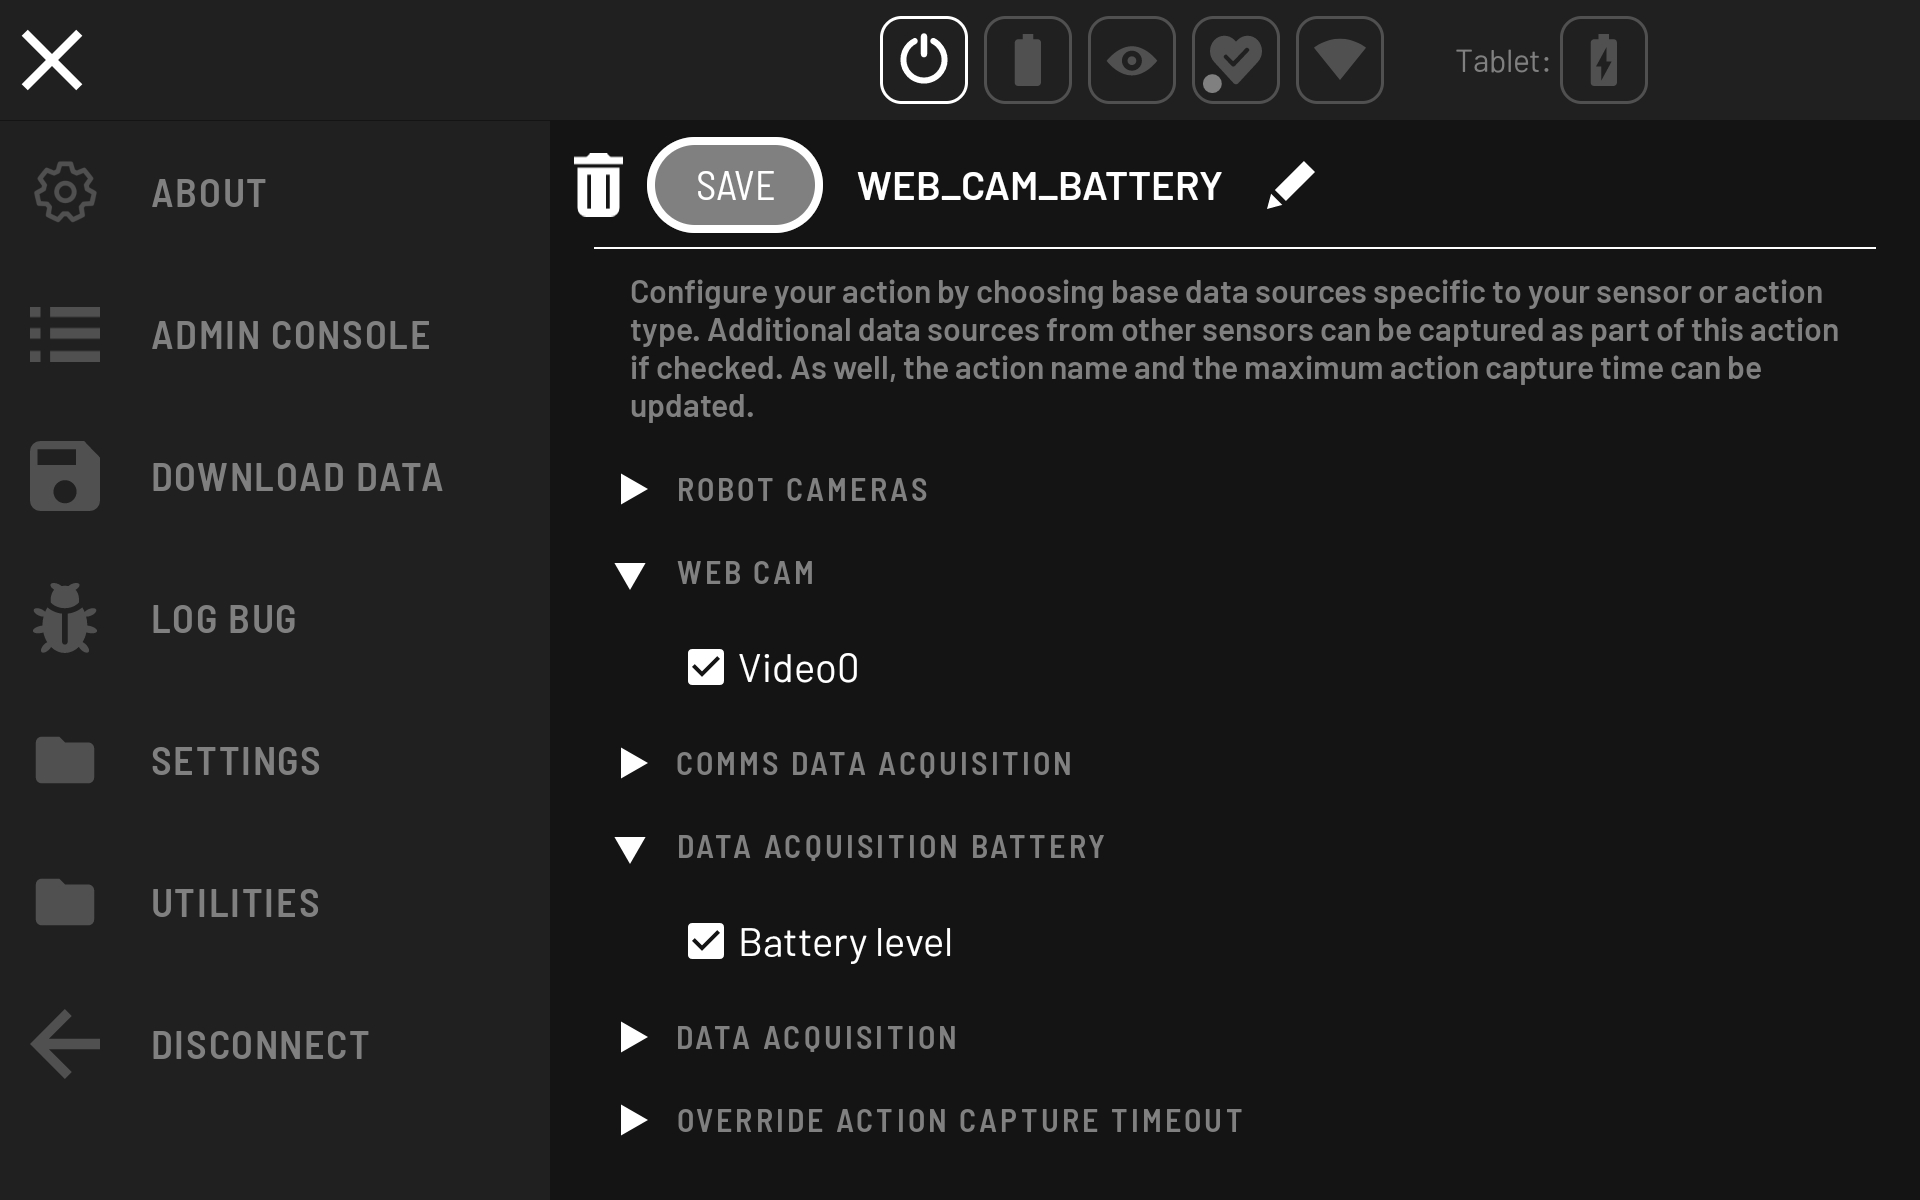 Tablet:
ABOUT
ADMIN CONSOLE
DOWNLOAD DATA
LOG BUG
SETTINGS
UTILITIES
DISCONNECT
SAVE
WEB_CAM_BATTERY
Configure your action by choosing base data sources specific to your sensor or action
type. Additional data sources from other sensors can be captured as part of this action
if checked. As well, the action name and the maximum action capture time can be
updated.
ROBOT CAMERAS
WEB CAM
Video0
COMMS DATA ACQUISITION
DATA ACQUISITION BATTERY
Battery level
DATA ACQUISITION
OVERRIDE ACTION CAPTURE TIMEOUT